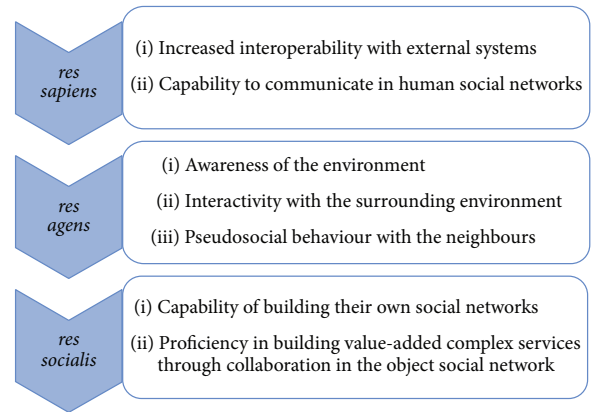 res
sapiens
(i) Increased interoperability with external systems
(ii) Capability to communicate in human social networks
res
agens
(i) Awareness of the environment
(ii) Interactivity with the surrounding environment
(iii) Pseudosocial behaviour with the neighbours
res
socialis
(i) Capability of building their own social networks
(ii) Proficiency in building value-added complex services
through collaboration in the object social network